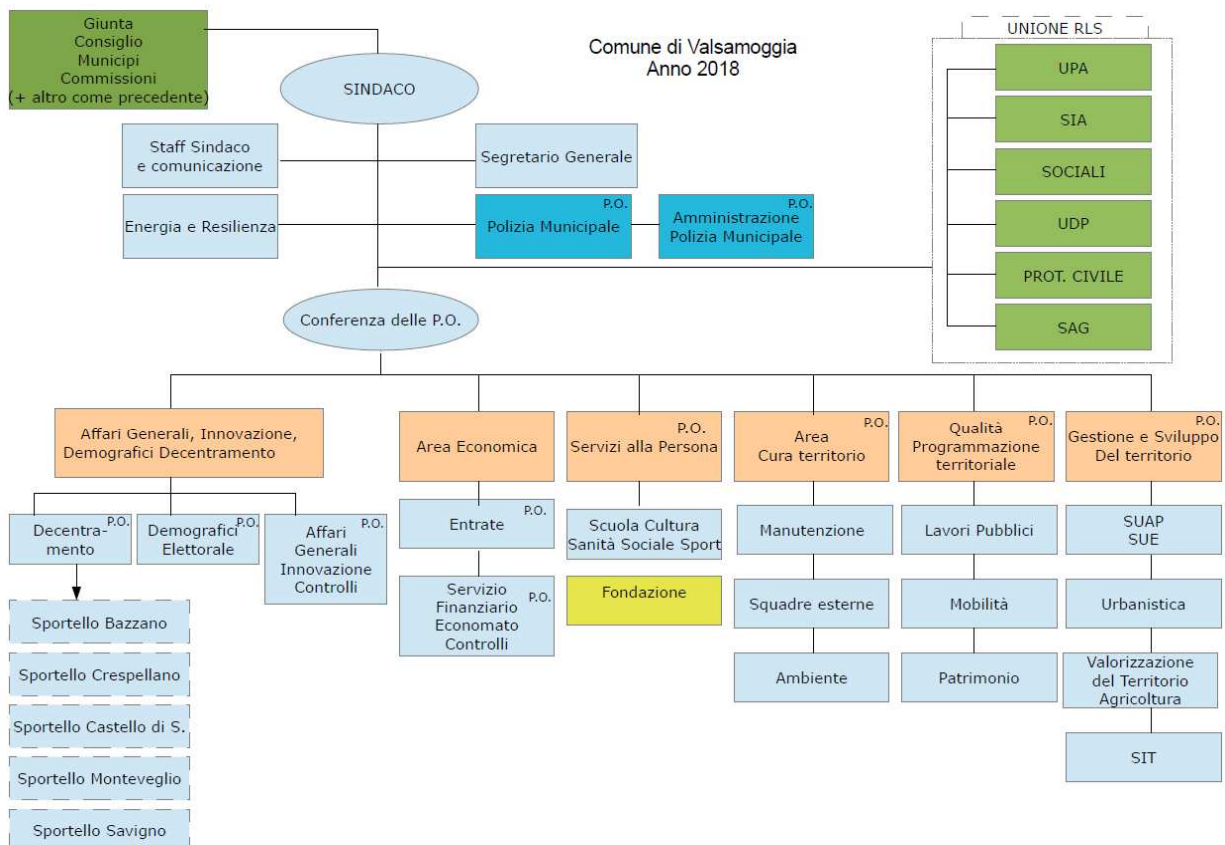 Giunta
Consiglio
Municipi
Commissioni
(+ altro come precedente)
SINDACO
Comune di Valsamoggia
Anno 2018
UNIONE RLS
UPA
SIA
SOCIALI
UDP
PROT. CIVILE
SAG
Staff Sindaco
e comunicazione
Segretario Generale
Energia e Resilienza
P.O.
Polizia Municipale
P.O.
Amministrazione
Polizia Municipale
Conferenza delle P.O.
Affari Generali, Innovazione,
Demografici Decentramento
Area Economica
P.O.
Servizi alla Persona
P.O.
Area
Cura territorio
P.O.
Qualità
Programmazione
territoriale
P.O.
Gestione e Sviluppo
Del territorio
P.O.
Decentra-
mento
P.O.
Demografici
Elettorale
P.O.
Affari
Generali
Innovazione
Controlli
P.O.
Entrate
P.O.
Servizio
Finanziario
Economato
Controlli
Scuola Cultura
Sanità Sociale Sport
Fondazione
Manutenzione
Squadre esterne
Ambiente
Lavori Pubblici
Mobilità
Patrimonio
SUAP
SUE
Urbanistica
Valorizzazione
del Territorio
Agricoltura
SIT
Sportello Bazzano
Sportello Crespellano
Sportello Castello di S.
Sportello Monteveglio
Sportello Savigno